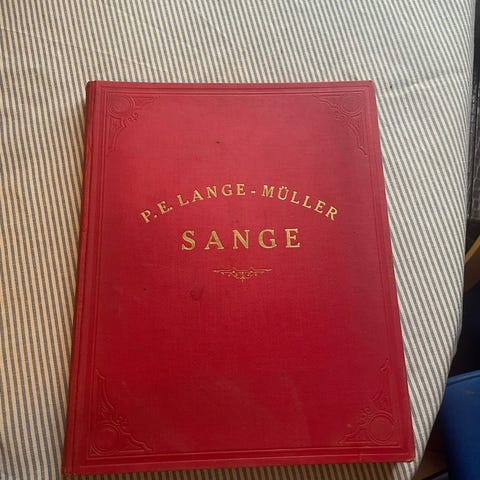 P. E. LANGE - MÜLLER
SANGE